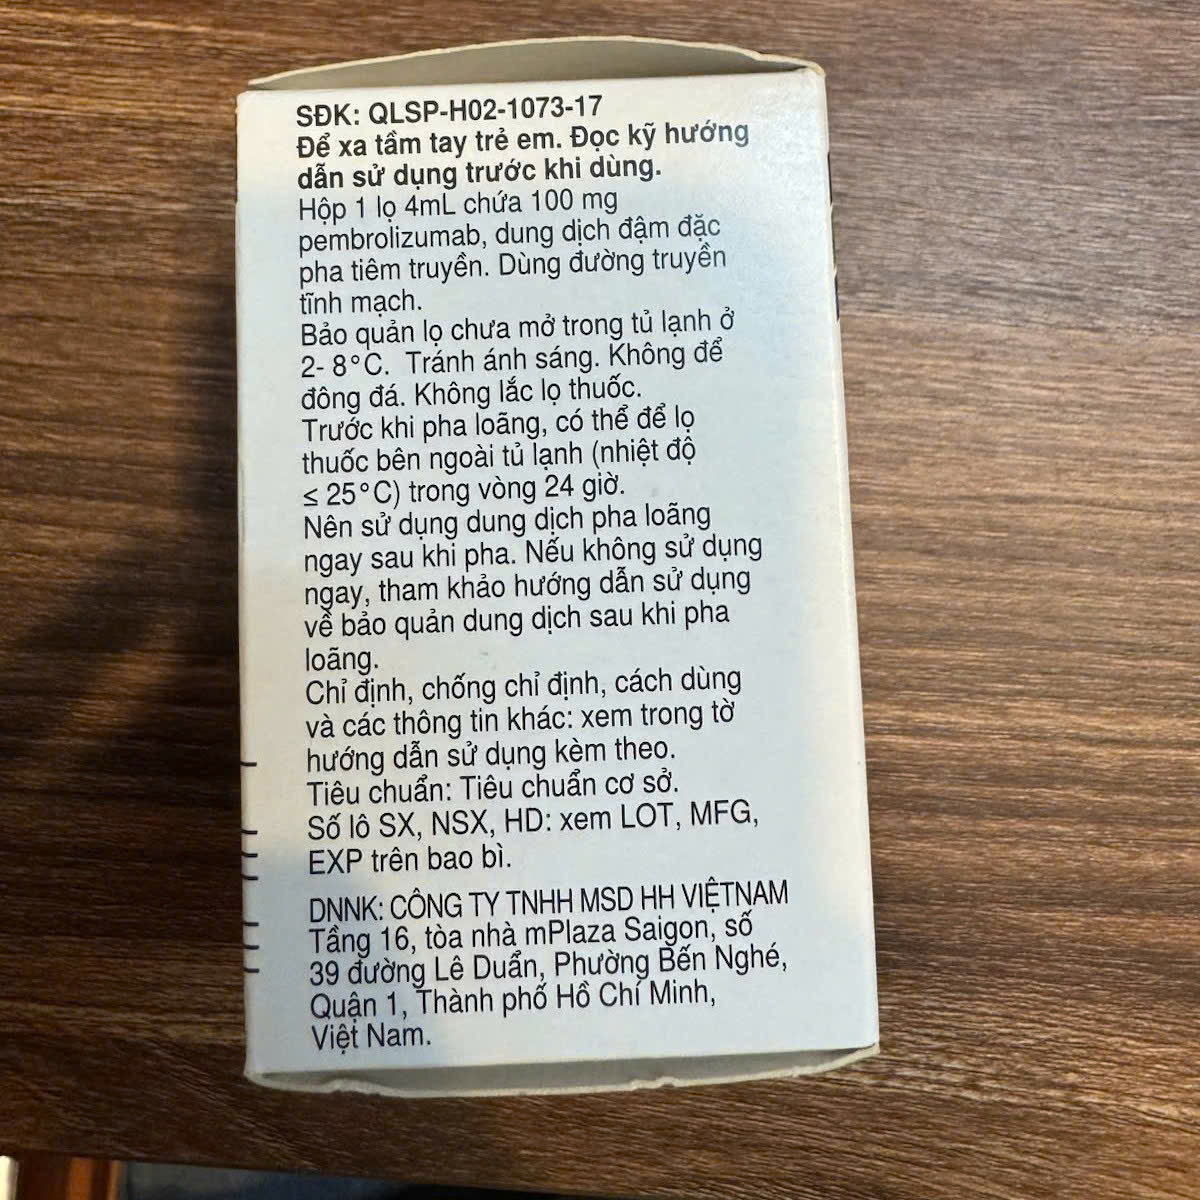 SĐK: QLSP-H02-1073-17
Để xa tầm tay trẻ em. Đọc kỹ hướng
dẫn sử dụng trước khi dùng.
Hộp 1 lọ 4mL chứa 100 mg
pembrolizumab, dung dịch đậm đặc
pha tiêm truyền. Dùng đường truyền
tĩnh mạch.
Bảo quản lọ chưa mở trong tủ lạnh ở
2- 8°C. Tránh ánh sáng. Không để
đông đá. Không lắc lọ thuốc.
Trước khi pha loãng, có thể để lọ
thuốc bên ngoài tủ lạnh (nhiệt độ
≤ 25°C) trong vòng 24 giờ.
Nên sử dụng dung dịch pha loãng
ngay sau khi pha. Nếu không sử dụng
ngay, tham khảo hướng dẫn sử dụng
về bảo quản dung dịch sau khi pha
loãng.
Chỉ định, chống chỉ định, cách dùng
và các thông tin khác: xem trong tờ
hướng dẫn sử dụng kèm theo.
Tiêu chuẩn: Tiêu chuẩn cơ sở.
Số lô SX, NSX, HD: xem LOT, MFG,
EXP trên bao bì.
DNNK: CÔNG TY TNHH MSD HH VIỆTNAM
Tầng 16, tòa nhà mPlaza Saigon, số
39 đường Lê Duẩn, Phường Bến Nghé,
Quận 1, Thành phố Hồ Chí Minh,
Việt Nam.